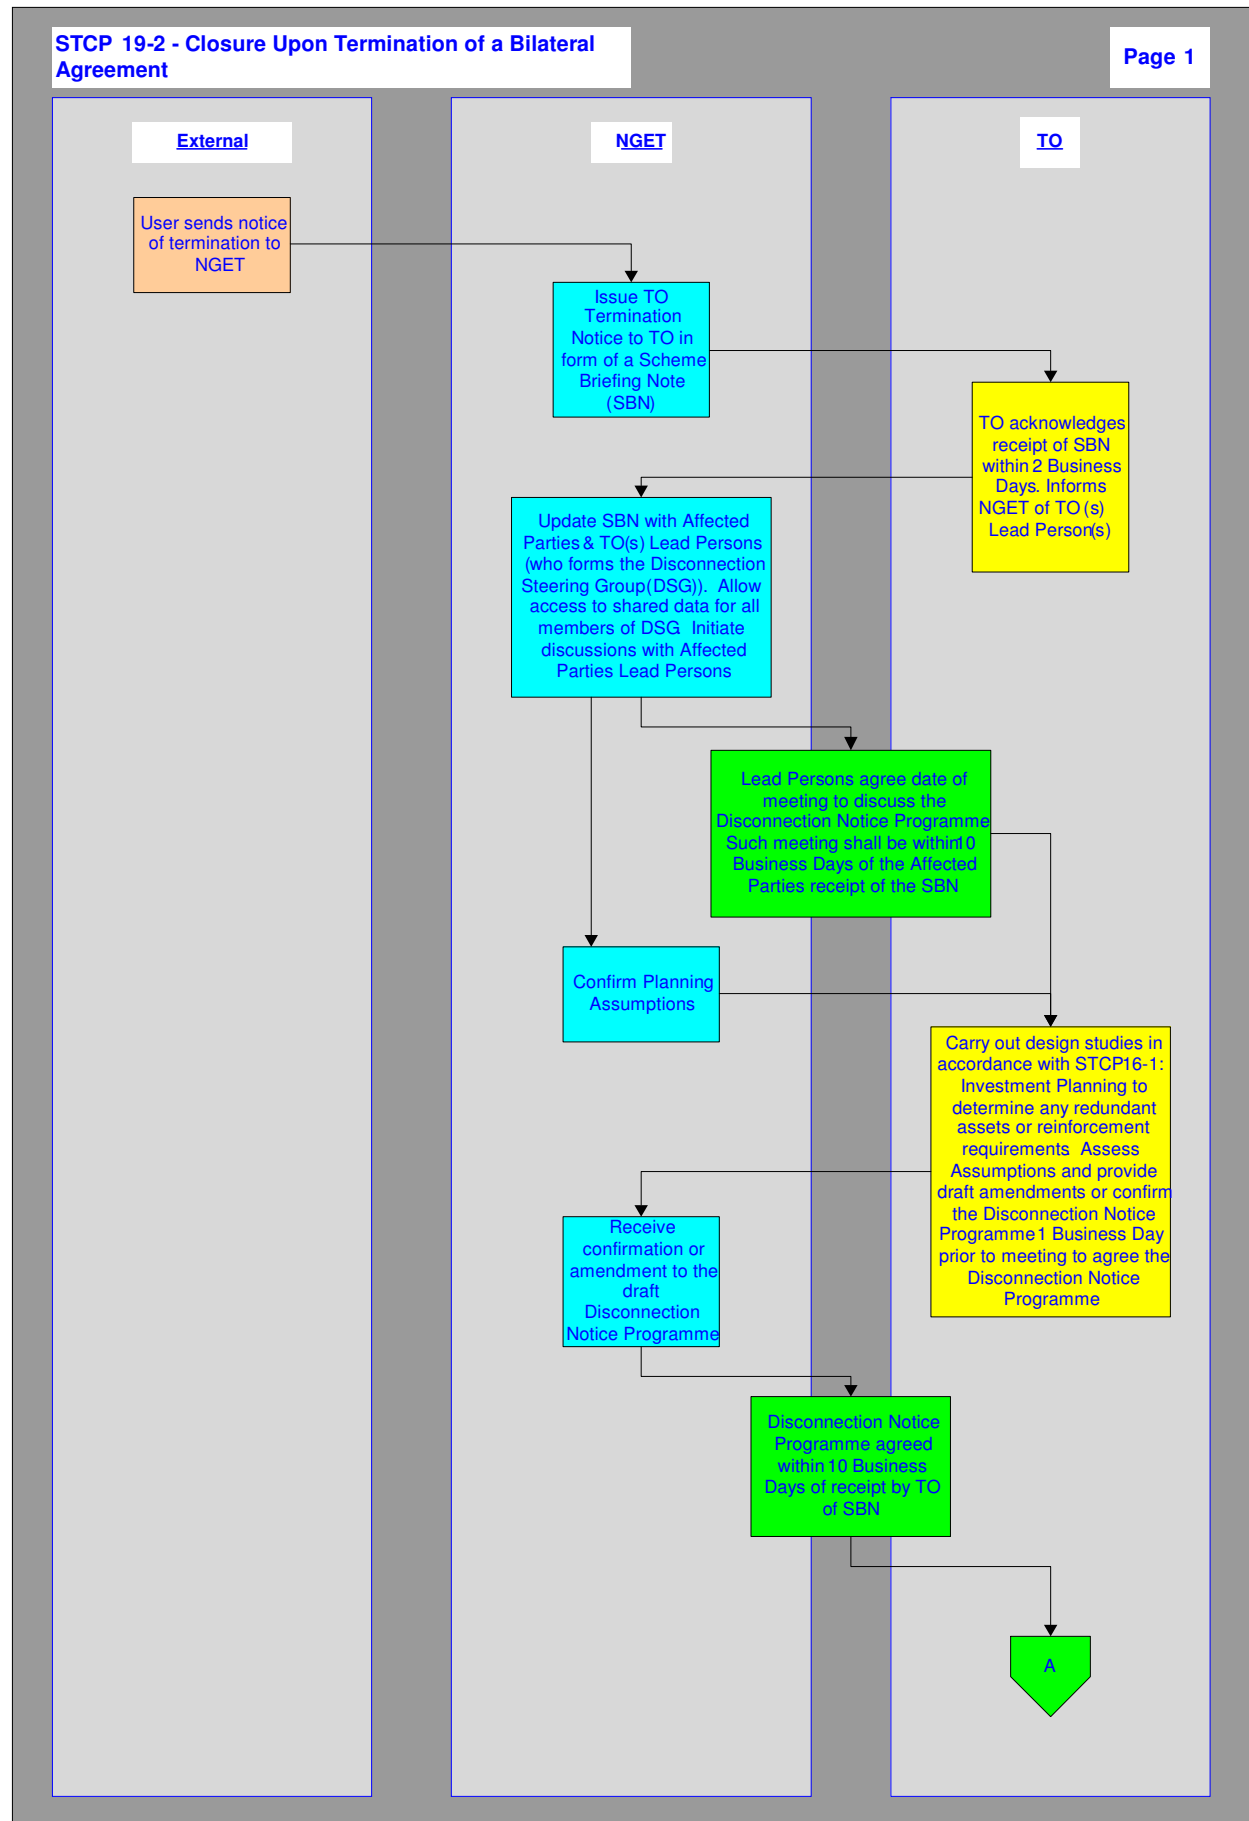 STCP 19-2 - Closure Upon Termination of a Bilateral
Agreement
Page 1
External
NGET
TO
User sends notice
of termination to
NGET
Issue TO
Termination
Notice to TO in
form of a Scheme
Briefing Note
(SBN)
TO acknowledges
receipt of SBN
within 2 Business
Days. Informs
NGET of TO (s)
Lead Person(s)
Update SBN with Affected
Parties & TO(s) Lead Persons
(who forms the Disconnection
Steering Group(DSG)). Allow
access to shared data for all
members of DSG. Initiate
discussions with Affected
Parties Lead Persons
Lead Persons agree date of
meeting to discuss the
Disconnection Notice Programme
Such meeting shall be within 10
Business Days of the Affected
Parties receipt of the SBN
Confirm Planning
Assumptions
Carry out design studies in
accordance with STCP16-1:
Investment Planning to
determine any redundant
assets or reinforcement
requirements. Assess
Assumptions and provide
draft amendments or confirm
the Disconnection Notice
Programme 1 Business Day
prior to meeting to agree the
Disconnection Notice
Programme
Receive
confirmation or
amendment to the
draft
Disconnection
Notice Programme
Disconnection Notice
Programme agreed
within 10 Business
Days of receipt by TO
of SBN
A